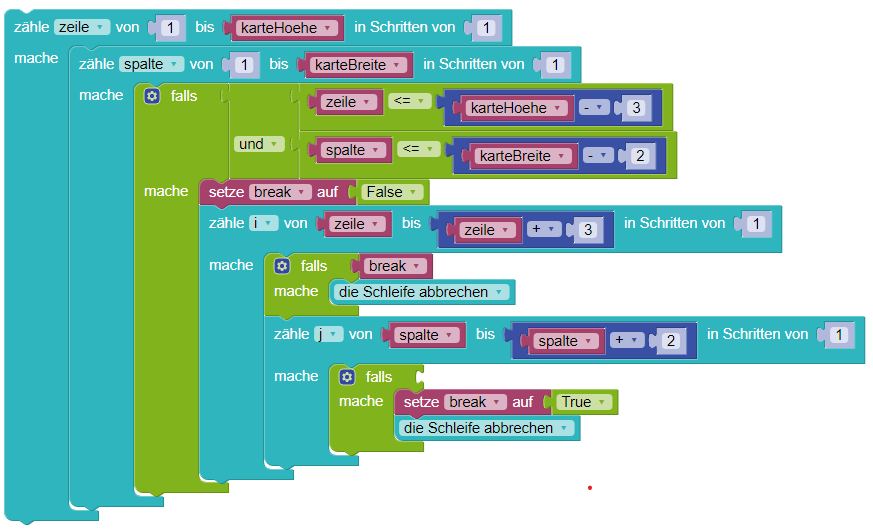 zähle zeile von 1 bis karteHoehe in Schritten von 1
mache zähle spalte von 1 bis karteBreite in Schritten von 1
mache falls zeile <= karteHoehe - 3
und
spalte <= karteBreite - 2
mache setze break auf False
zähle i von zeile bis zeile + 3 in Schritten von 1
mache falls break
mache die Schleife abbrechen
zähle j von spalte bis spalte + 2 in Schritten von 1
mache falls
mache setze break auf True
die Schleife abbrechen